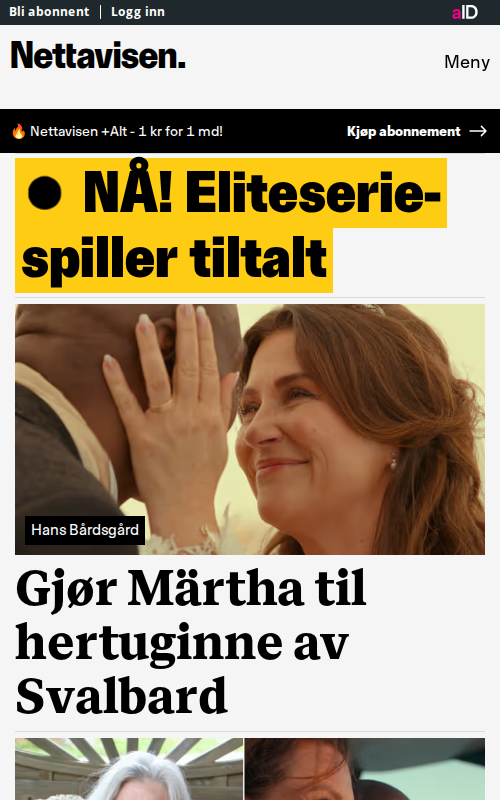 Bli abonnent | Logg inn
aID
Nettavisen.
Meny
🔥 Nettavisen +Alt - 1 kr for 1 md!
Kjøp abonnement →
● NÅ! Eliteserie-
spiller tiltalt
Hans Bårdsgård
Gjør Märtha til
hertuginne av
Svalbard